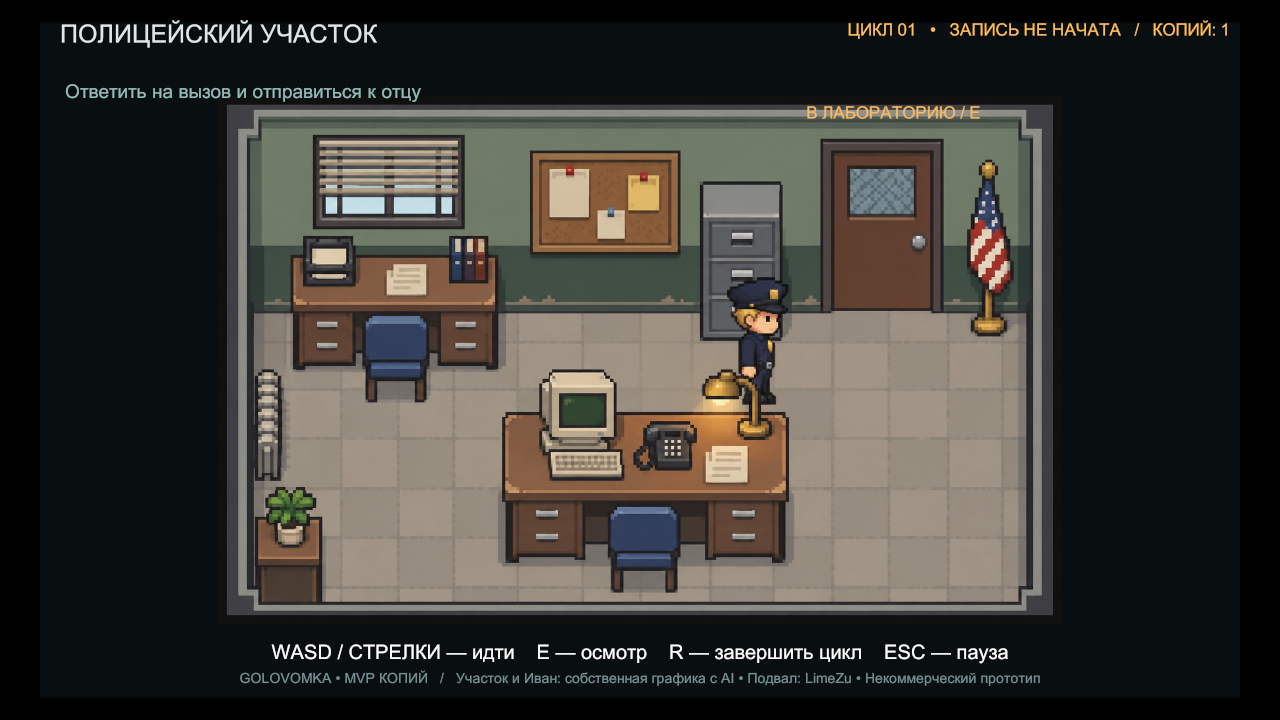 ПОЛИЦЕЙСКИЙ УЧАСТОК
ЦИКЛ 01 • ЗАПИСЬ НЕ НАЧАТА / КОПИЙ: 1
Ответить на вызов и отправиться к отцу
В ЛАБОРАТОРИЮ / E
WASD / СТРЕЛКИ — идти E — осмотр R — завершить цикл ESC — пауза
GOLOVOMKA • MVP КОПИЙ / Участок и Иван: собственная графика с AI • Подвал: LimeZu • Некоммерческий прототип